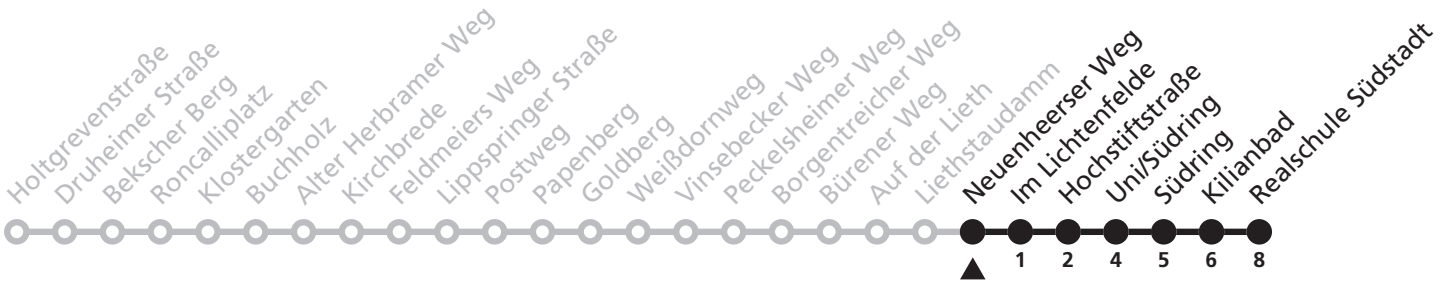 Holtgrevenstraße
Druheimer Straße
Bekscher Berg
Roncalliplatz
Klostergarten
Buchholz
Alter Herbramer Weg
Kirchbrede
Feldmeiers Weg
Lippspringer Straße
Postweg
Papenberg
Goldberg
Weißdornweg
Vinsebecker Weg
Peckelsheimer Weg
Borgentreicher Weg
Bürener Weg
Auf der Lieth
Liethstaudamm
Neuenheerser Weg
Im Lichtenfelde
Hochstiftstraße
Uni/Südring
Südring
Kilianbad
Realschule Südstadt
1 2 4 5 6 8